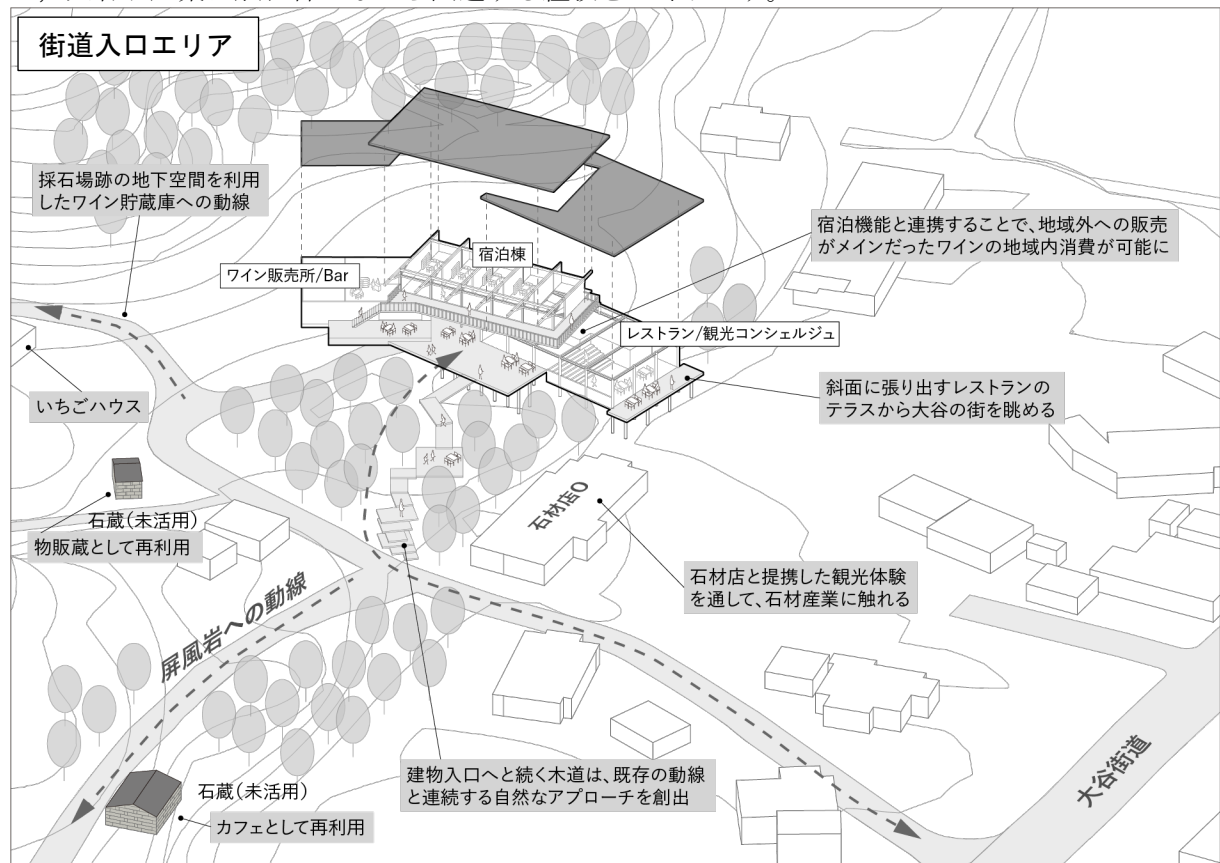 街道入口エリア
採石場跡の地下空間を利用
したワイン貯蔵庫への動線
宿泊機能と連携することで、地域外への販売
がメインだったワインの地域内消費が可能に
宿泊棟
ワイン販売所/Bar
レストラン/観光コンシェルジュ
斜面に張り出すレストランの
テラスから大谷の街を眺める
いちごハウス
石材店O
石蔵(未活用)
物販蔵として再利用
石材店と提携した観光体験
を通して、石材産業に触れる
屏風岩への動線
大谷街道
建物入口へと続く木道は、既存の動線
と連続する自然なアプローチを創出
石蔵(未活用)
カフェとして再利用